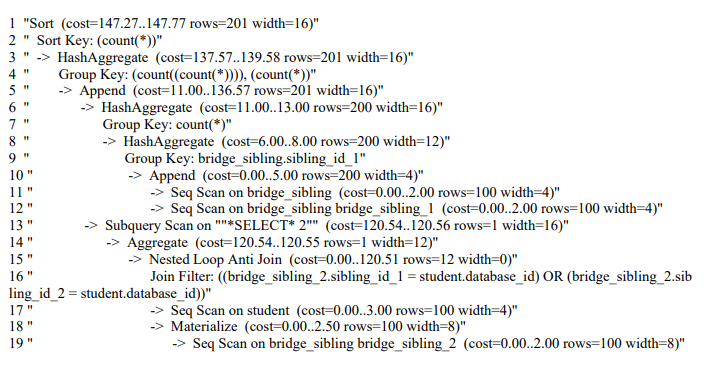 1 "Sort (cost=147.27..147.77 rows=201 width=16)"
2 " Sort Key: (count(*))"
3 " -> HashAggregate (cost=137.57..139.58 rows=201 width=16)"
4 " Group Key: (count((count(*)))), (count(*))"
5 " -> Append (cost=11.00..136.57 rows=201 width=16)"
6 " -> HashAggregate (cost=11.00..13.00 rows=200 width=16)"
7 " Group Key: count(*)"
8 " -> HashAggregate (cost=6.00..8.00 rows=200 width=12)"
9 " Group Key: bridge_sibling.sibling_id_1"
10 " -> Append (cost=0.00..5.00 rows=200 width=4)"
11 " -> Seq Scan on bridge_sibling (cost=0.00..2.00 rows=100 width=4)"
12 " -> Seq Scan on bridge_sibling bridge_sibling_1 (cost=0.00..2.00 rows=100 width=4)"
13 " -> Subquery Scan on ""*SELECT* 2"" (cost=120.54..120.56 rows=1 width=16)"
14 " -> Aggregate (cost=120.54..120.55 rows=1 width=12)"
15 " -> Nested Loop Anti Join (cost=0.00..120.51 rows=12 width=0)"
16 " Join Filter: ((bridge_sibling_2.sibling_id_1 = student.database_id) OR (bridge_sibling_2.sib
ling_id_2 = student.database_id))"
17 " -> Seq Scan on student (cost=0.00..3.00 rows=100 width=4)"
18 " -> Materialize (cost=0.00..2.50 rows=100 width=8)"
19 " -> Seq Scan on bridge_sibling bridge_sibling_2 (cost=0.00..2.00 rows=100 width=8)"